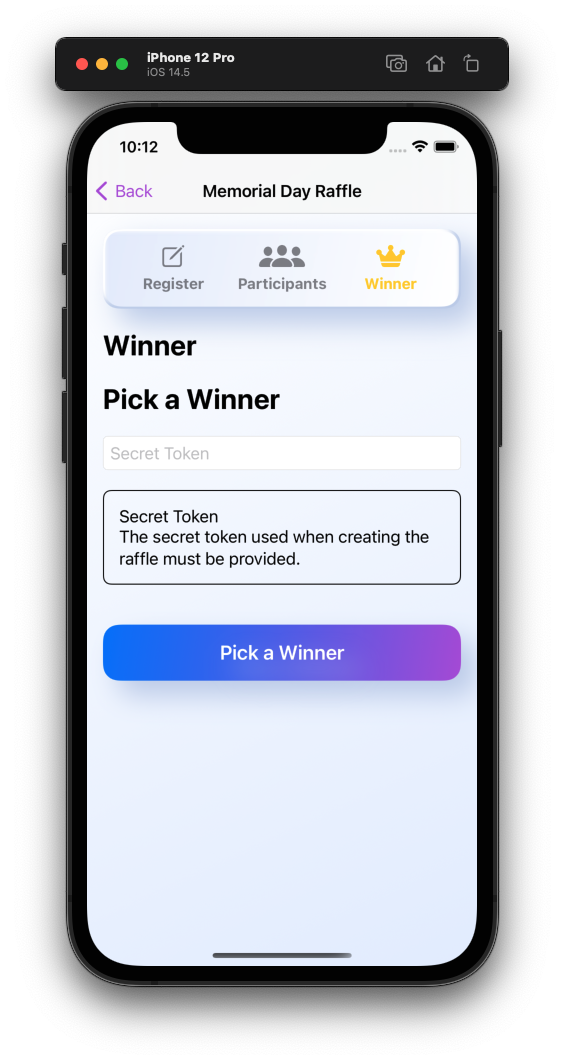 iPhone 12 Pro
iOS 14.5
10:12
Back
Memorial Day Raffle
Register
Participants
Winner
Winner
Pick a Winner
Secret Token
Secret Token
The secret token used when creating the
raffle must be provided.
Pick a Winner